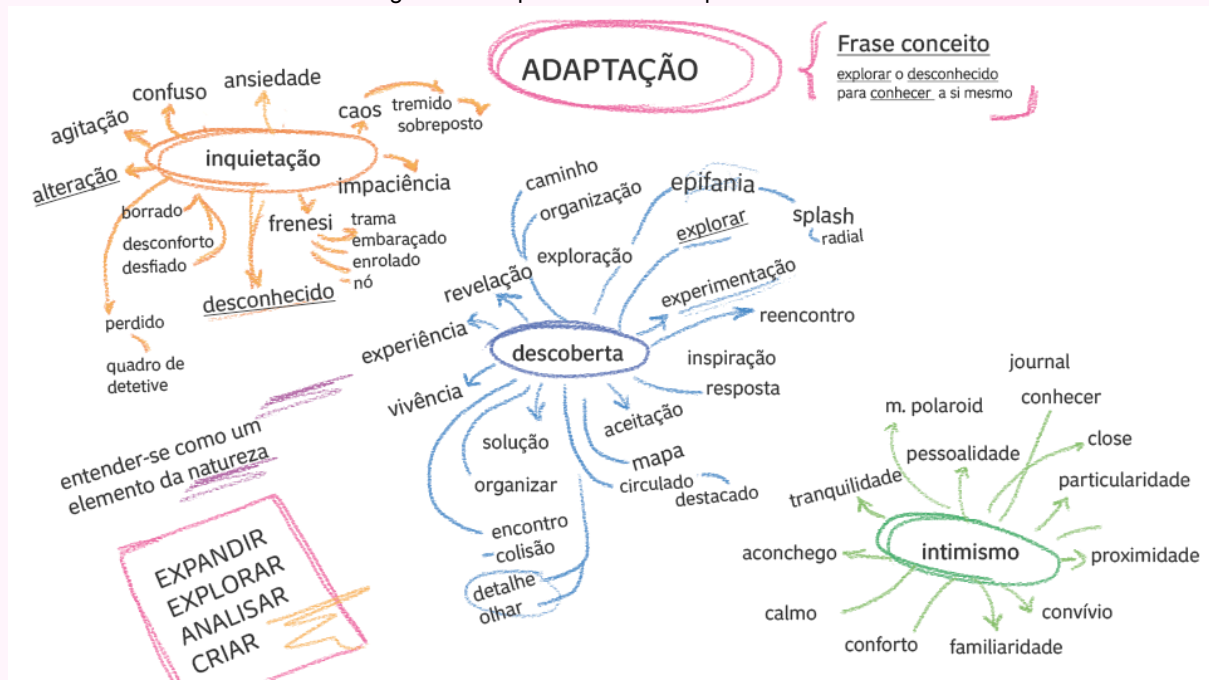 ADAPTAÇÃO
Frase conceito
explorar o desconhecido
para conhecer a si mesmo
inquietação
agitação
confuso
ansiedade
caos
tremido
sobreposto
alteração
impaciência
borrado
desconforto
desfiado
frenesi
trama
embaraçado
enrolado
nó
desconhecido
perdido
quadro de
detetive
descoberta
caminho
organização
exploração
epifania
splash
radial
explorar
experimentação
reencontro
revelação
experiência
vivência
inspiração
resposta
aceitação
mapa
circulado
destacado
solução
organizar
encontro
colisão
detalhe
olhar
entender-se como um
elemento da natureza
EXPANDIR
EXPLORAR
ANALISAR
CRIAR
intimismo
journal
conhecer
m. polaroid
close
pessoalidade
particularidade
tranquilidade
aconchego
proximidade
calmo
convívio
conforto
familiaridade